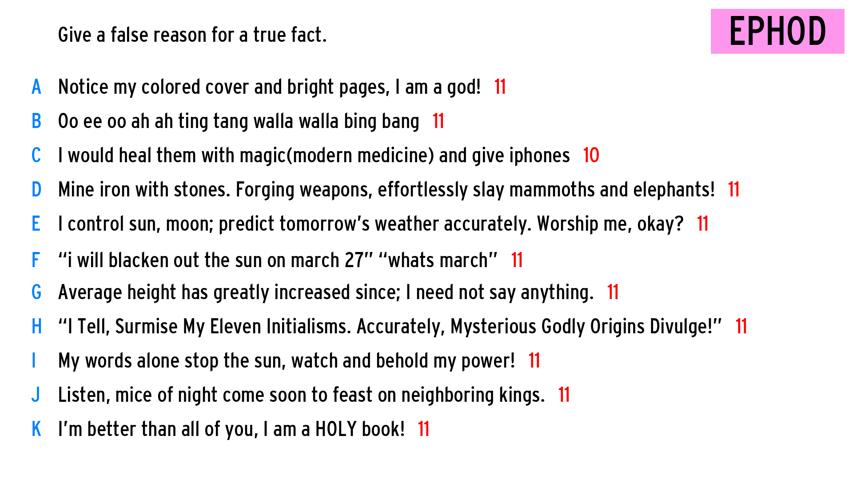 Give a false reason for a true fact.
EPHOD
A Notice my colored cover and bright pages, I am a god! 11
B Oo ee oo ah ah ting tang walla walla bing bang 11
C I would heal them with magic(modern medicine) and give iphones 10
D Mine iron with stones. Forging weapons, effortlessly slay mammoths and elephants! 11
E I control sun, moon; predict tomorrow's weather accurately. Worship me, okay? 11
F “i will blacken out the sun on march 27” “whats march” 11
G Average height has greatly increased since; I need not say anything. 11
H “I Tell, Surmise My Eleven Initialisms. Accurately, Mysterious Godly Origins Divulge!” 11
I My words alone stop the sun, watch and behold my power! 11
J Listen, mice of night come soon to feast on neighboring kings. 11
K I'm better than all of you, I am a HOLY book! 11